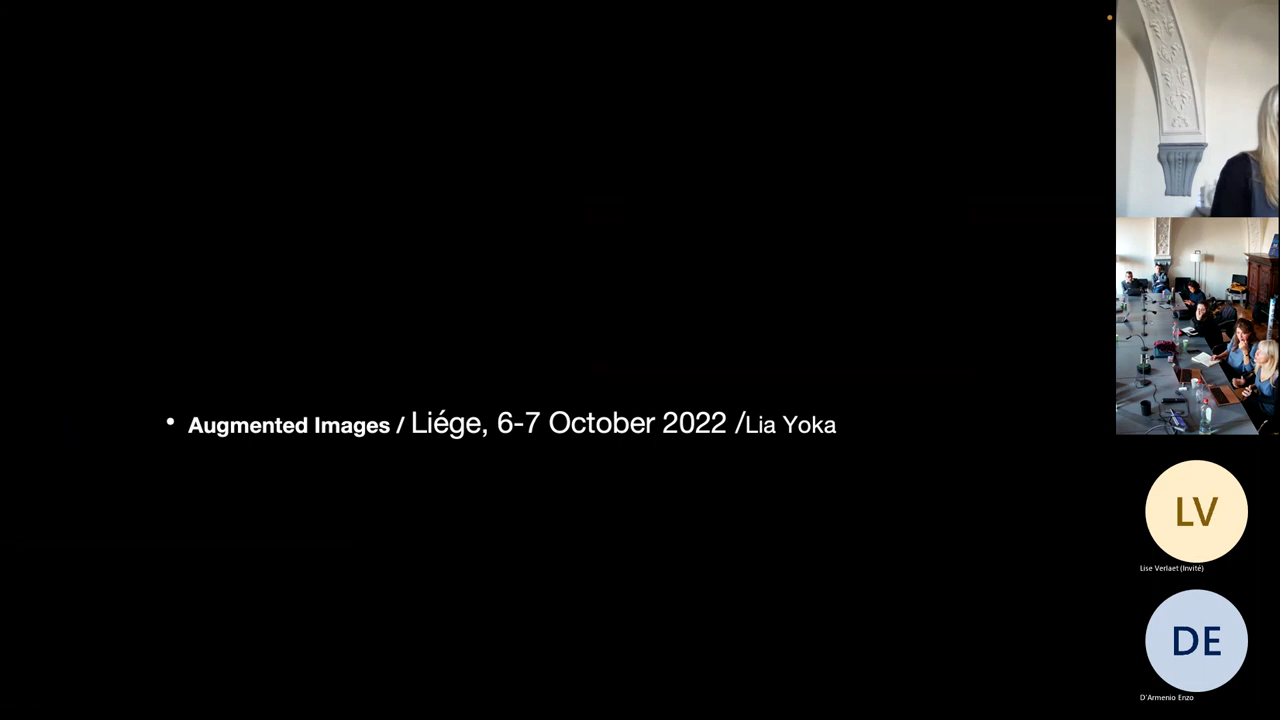 • Augmented Images / Liége, 6-7 October 2022 /Lia Yoka
LV
Lise Verlaet (Invité)
DE
D'Armenio Enzo